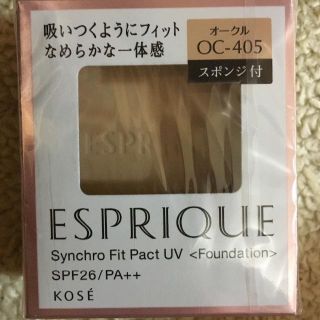 吸いつくようにフィット
なめらかな一体感
オークル
OC-405
スポンジ付
ESPR
ESPRIQUE
Synchro Fit Pact UV <Foundation>
SPF26/PA++
KOSÉ